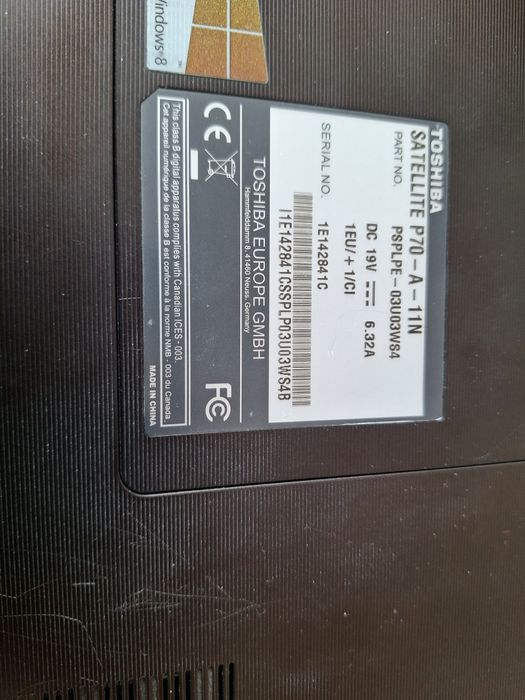 Windows®8
TOSHIBA
SATELLITE P70-A-11N
PART NO. PSPLPE-03U03WS4
DC 19V 6.32A
1EU/+1/CI
SERIAL NO. 1E142841C
I1E142841CSSPLP03U03WS4B
TOSHIBA EUROPE GMBH
Hammfelddamm 8, 41460 Neuss, Germany
CE FC
This class B digital apparatus complies with Canadian ICES - 003.
Cet appareil numérique de la classe B est conforme à la norme NMB - 003 du Canada.
MADE IN CHINA